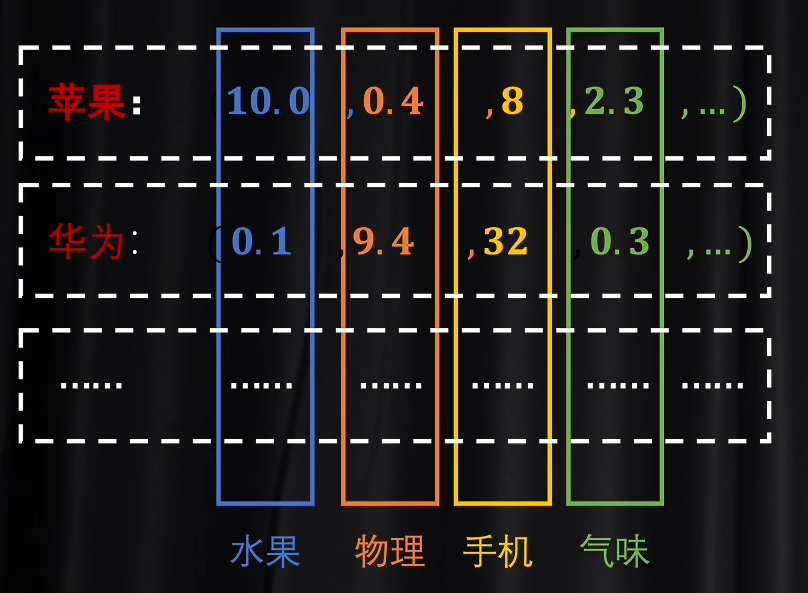 苹果: (10.0 ,0.4 ,8 ,2.3 ,…)
华为: (0.1 ,9.4 ,32 ,0.3 ,…)
…… …… …… …… …… ……
水果 物理 手机 气味